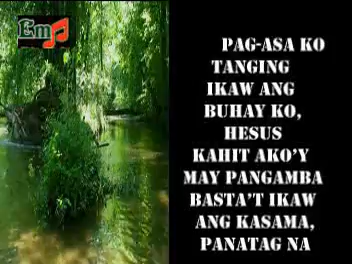 Em
PAG-ASA KO
TANGING
IKAW ANG
BUHAY KO,
HESUS
KAHIT AKO'Y
MAY PANGAMBA
BASTA'T IKAW
ANG KASAMA,
PANATAG NA